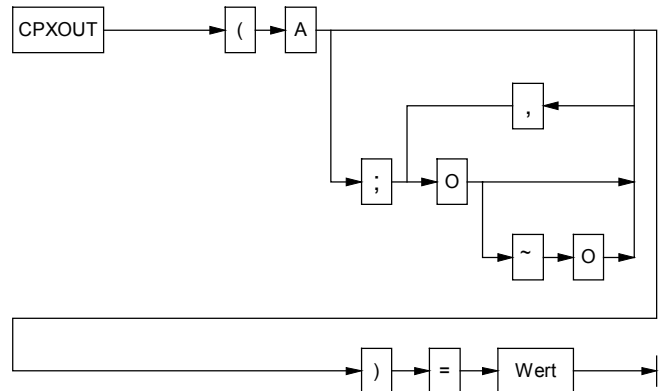 CPXOUT ( A
,
; O
~ O
) = Wert